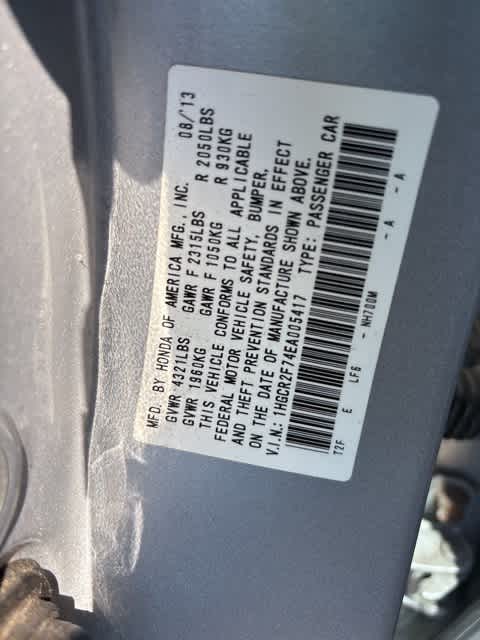 MFD. BY HONDA OF AMERICA MFG., INC. 08/'13
GVWR 4321LBS GAWR F 2315LBS R 2050LBS
GVWR 1960KG GAWR F 1050KG R 930KG
THIS VEHICLE CONFORMS TO ALL APPLICABLE
FEDERAL MOTOR VEHICLE SAFETY, BUMPER,
AND THEFT PREVENTION STANDARDS IN EFFECT
ON THE DATE OF MANUFACTURE SHOWN ABOVE.
V.I.N.: 1HGCR2F74EA005417 TYPE: PASSENGER CAR
T2F E LF6 - NH700M - A - A